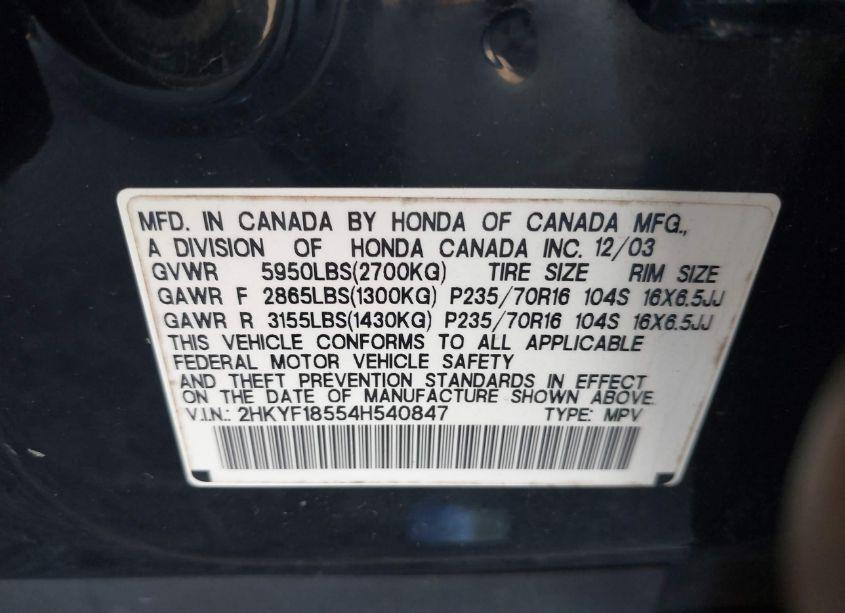 MFD. IN CANADA BY HONDA OF CANADA MFG.,
A DIVISION OF HONDA CANADA INC. 12/03
GVWR 5950LBS(2700KG) TIRE SIZE RIM SIZE
GAWR F 2865LBS(1300KG) P235/70R16 104S 16X6.5JJ
GAWR R 3155LBS(1430KG) P235/70R16 104S 16X6.5JJ
THIS VEHICLE CONFORMS TO ALL APPLICABLE
FEDERAL MOTOR VEHICLE SAFETY
AND THEFT PREVENTION STANDARDS IN EFFECT
ON THE DATE OF MANUFACTURE SHOWN ABOVE.
V.I.N.: 2HKYF18554H540847 TYPE: MPV